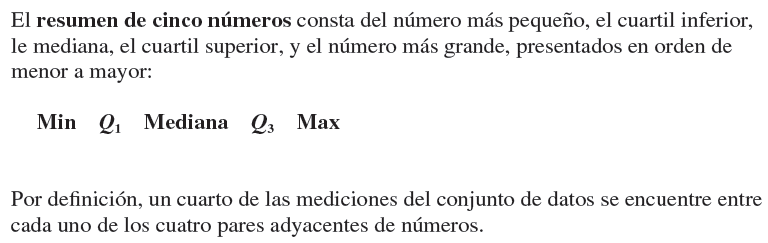 El resumen de cinco números consta del número más pequeño, el cuartil inferior,
le mediana, el cuartil superior, y el número más grande, presentados en orden de
menor a mayor:
Min Q₁ Mediana Q₃ Max
Por definición, un cuarto de las mediciones del conjunto de datos se encuentre entre
cada uno de los cuatro pares adyacentes de números.